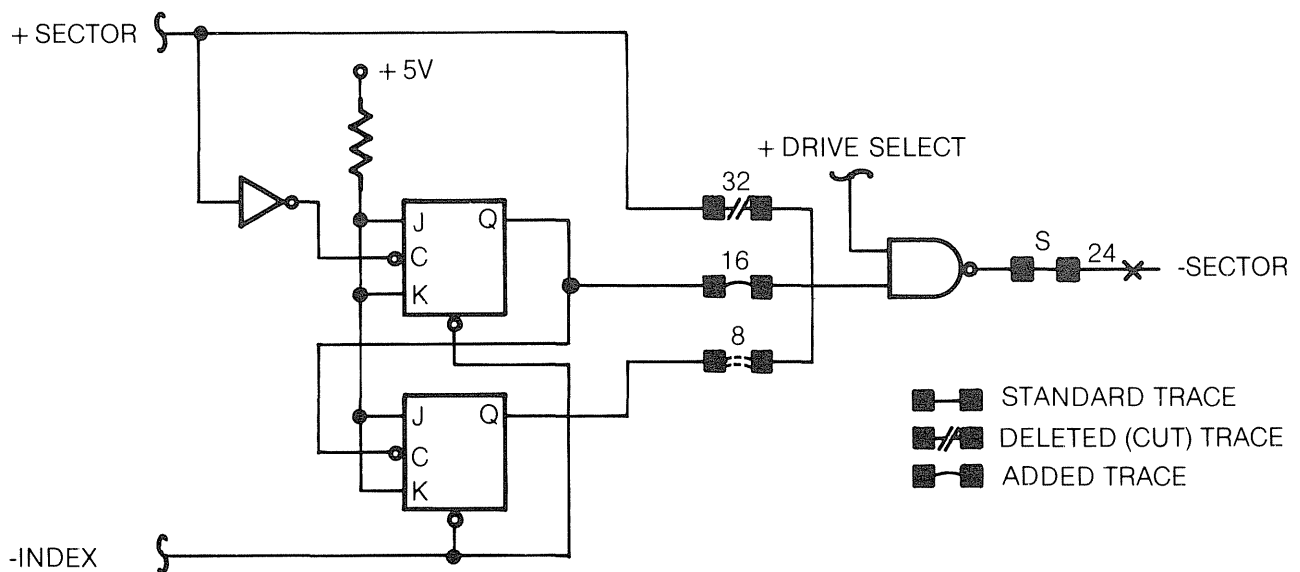 + SECTOR
+ 5V
+ DRIVE SELECT
32
J
Q
C
K
16
S
24
-SECTOR
8
J
Q
C
K
STANDARD TRACE
DELETED (CUT) TRACE
ADDED TRACE
-INDEX